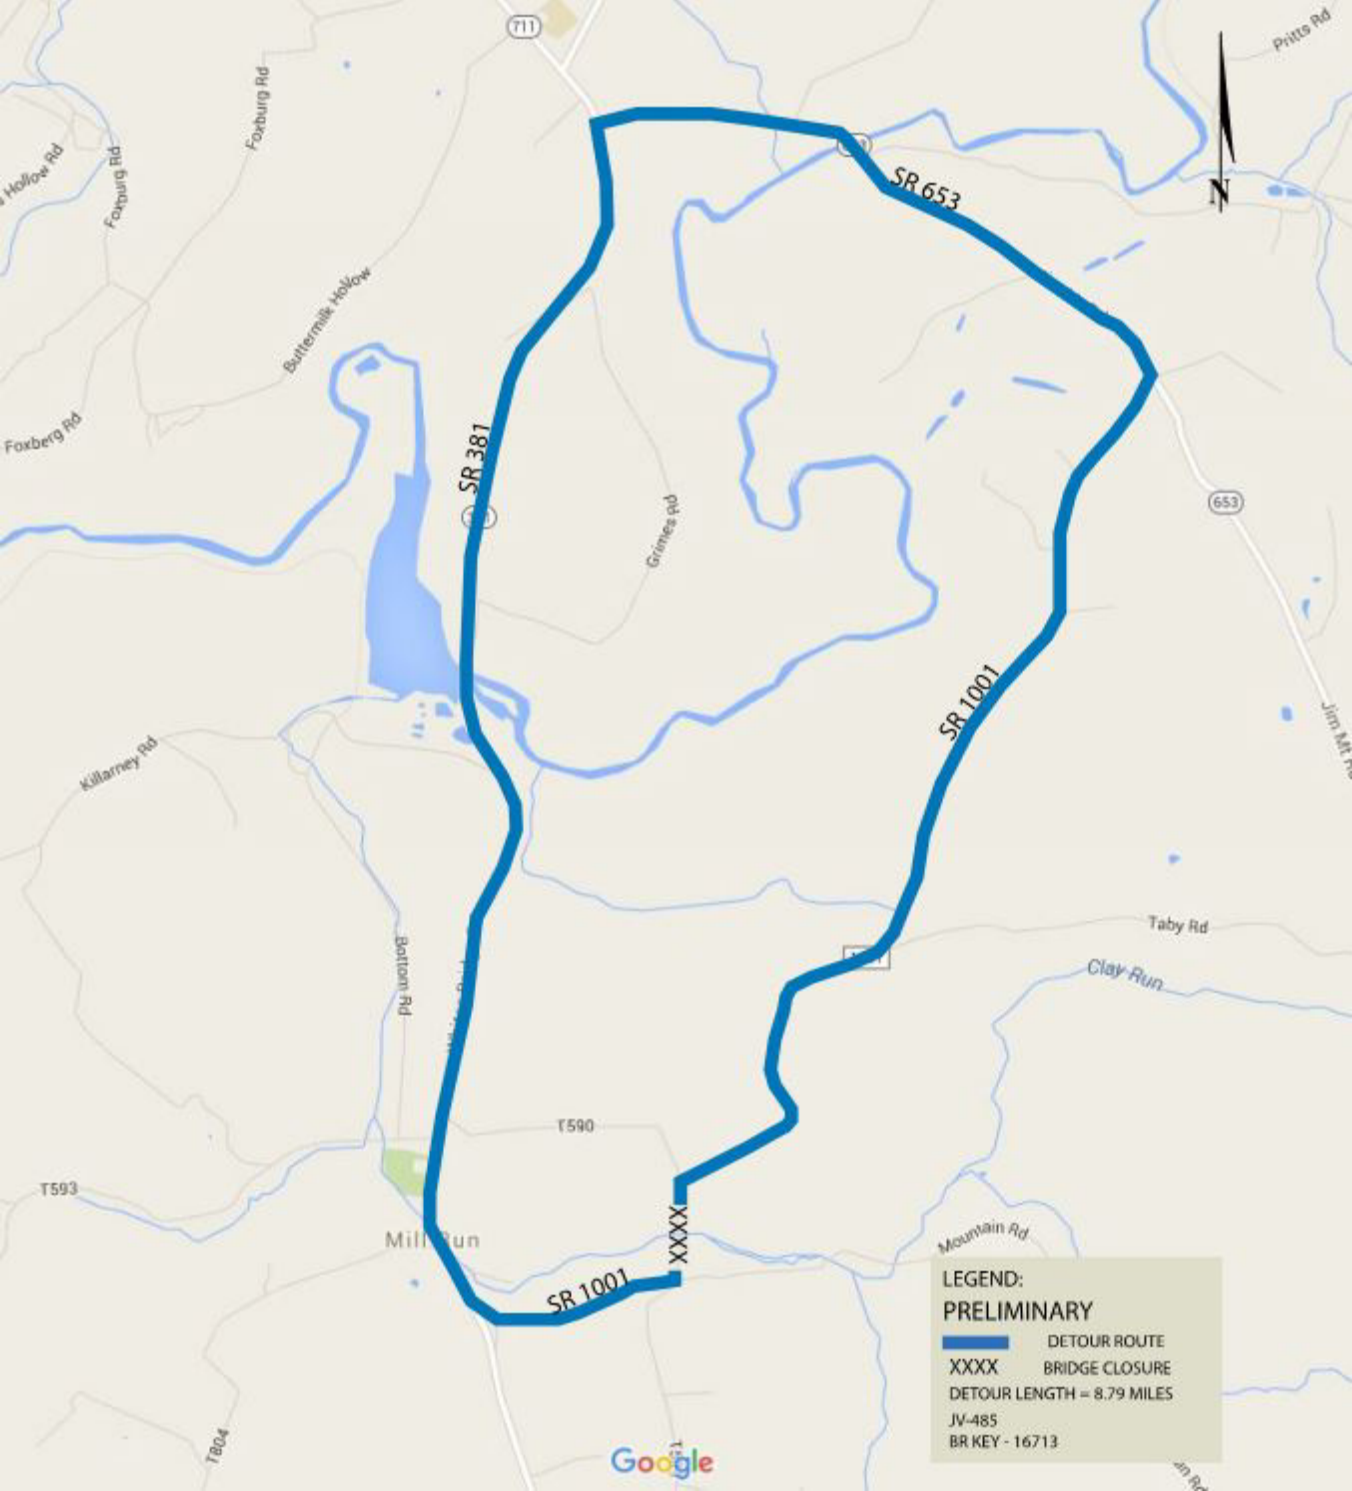 711
Pritts Rd
Foxburg Rd
Hollow Rd
Foxburg Rd
SR 653
N
Buttermilk Hollow
Foxberg Rd
SR 381
653
Grimes Rd
SR 1001
Jim Mt
Killarney Rd
Taby Rd
Bottom Rd
Clay Run
T590
T593
XXXX
Mill Run
Mountain Rd
SR 1001
LEGEND:
PRELIMINARY
DETOUR ROUTE
XXXX BRIDGE CLOSURE
DETOUR LENGTH = 8.79 MILES
JV-485
BR KEY - 16713
T804
Google